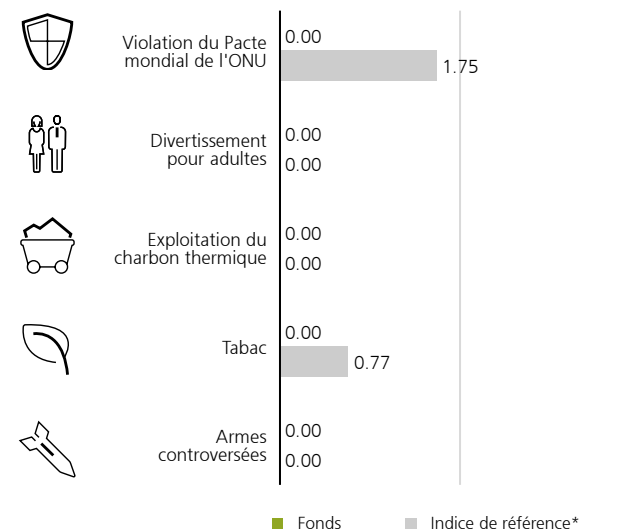 Violation du Pacte
mondial de l'ONU
0.00
1.75
Divertissement
pour adultes
0.00
0.00
Exploitation du
charbon thermique
0.00
0.00
Tabac
0.00
0.77
Armes
controversées
0.00
0.00
Fonds Indice de référence*